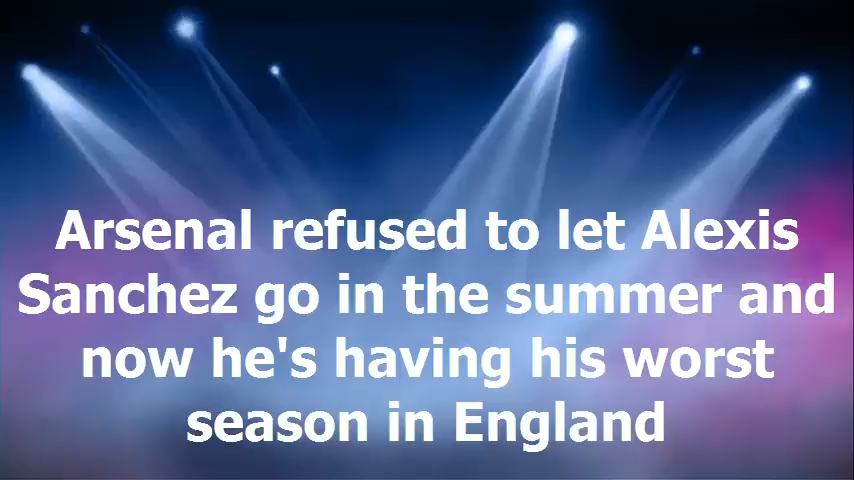 Arsenal refused to let Alexis
Sanchez go in the summer and
now he's having his worst
season in England